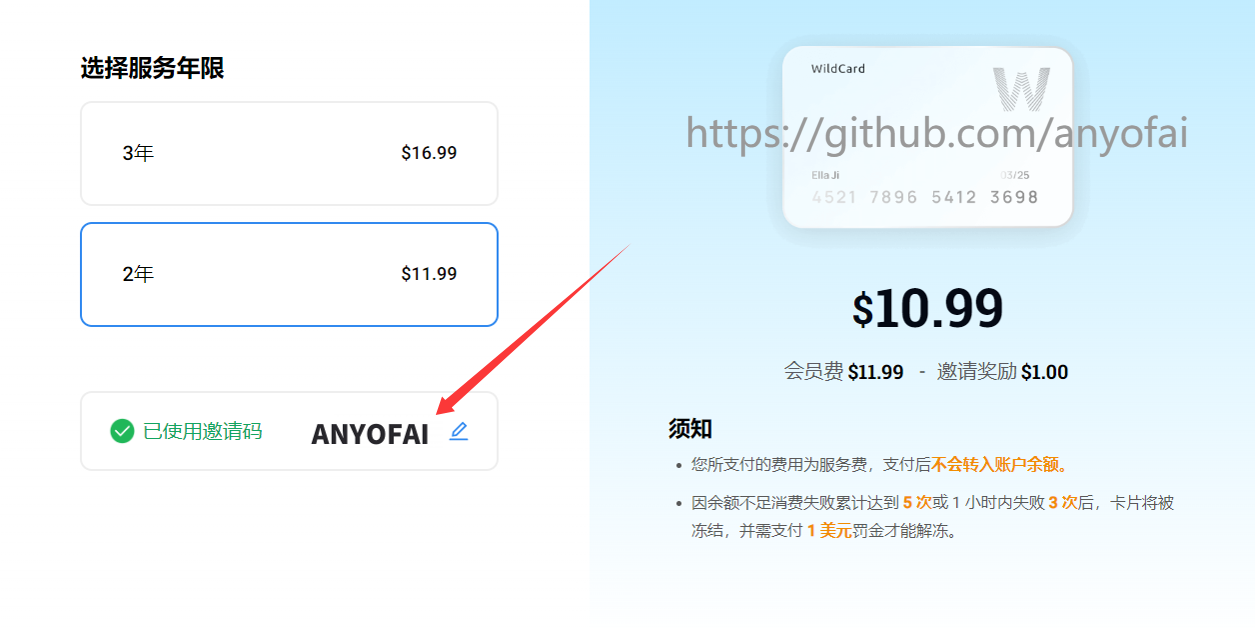 选择服务年限
3年 $16.99
2年 $11.99
已使用邀请码 ANYOFAI
WildCard
W
https://github.com/anyofai
Ella Ji 03/25
4521 7896 5412 3698
$10.99
会员费 $11.99 - 邀请奖励 $1.00
须知
• 您所支付的费用为服务费，支付后不会转入账户余额。
• 因余额不足消费失败累计达到 5 次或 1 小时内失败 3 次后，卡片将被
冻结，并需支付 1 美元罚金才能解冻。